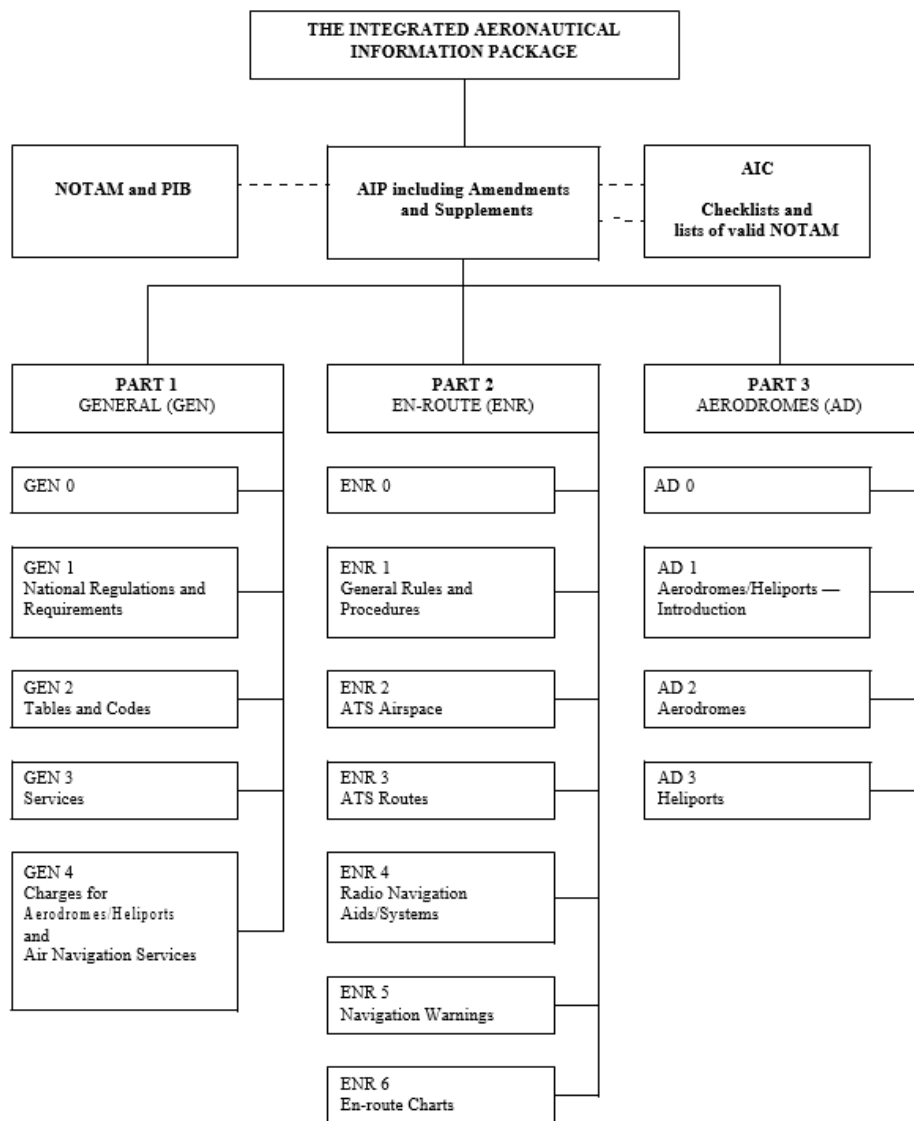 THE INTEGRATED AERONAUTICAL
INFORMATION PACKAGE
NOTAM and PIB
AIP including Amendments
and Supplements
AIC
Checklists and
lists of valid NOTAM
PART 1
GENERAL (GEN)
GEN 0
GEN 1
National Regulations and
Requirements
GEN 2
Tables and Codes
GEN 3
Services
GEN 4
Charges for
Aerodromes/Heliports
and
Air Navigation Services
PART 2
EN-ROUTE (ENR)
ENR 0
ENR 1
General Rules and
Procedures
ENR 2
ATS Airspace
ENR 3
ATS Routes
ENR 4
Radio Navigation
Aids/Systems
ENR 5
Navigation Warnings
ENR 6
En-route Charts
PART 3
AERODROMES (AD)
AD 0
AD 1
Aerodromes/Heliports —
Introduction
AD 2
Aerodromes
AD 3
Heliports